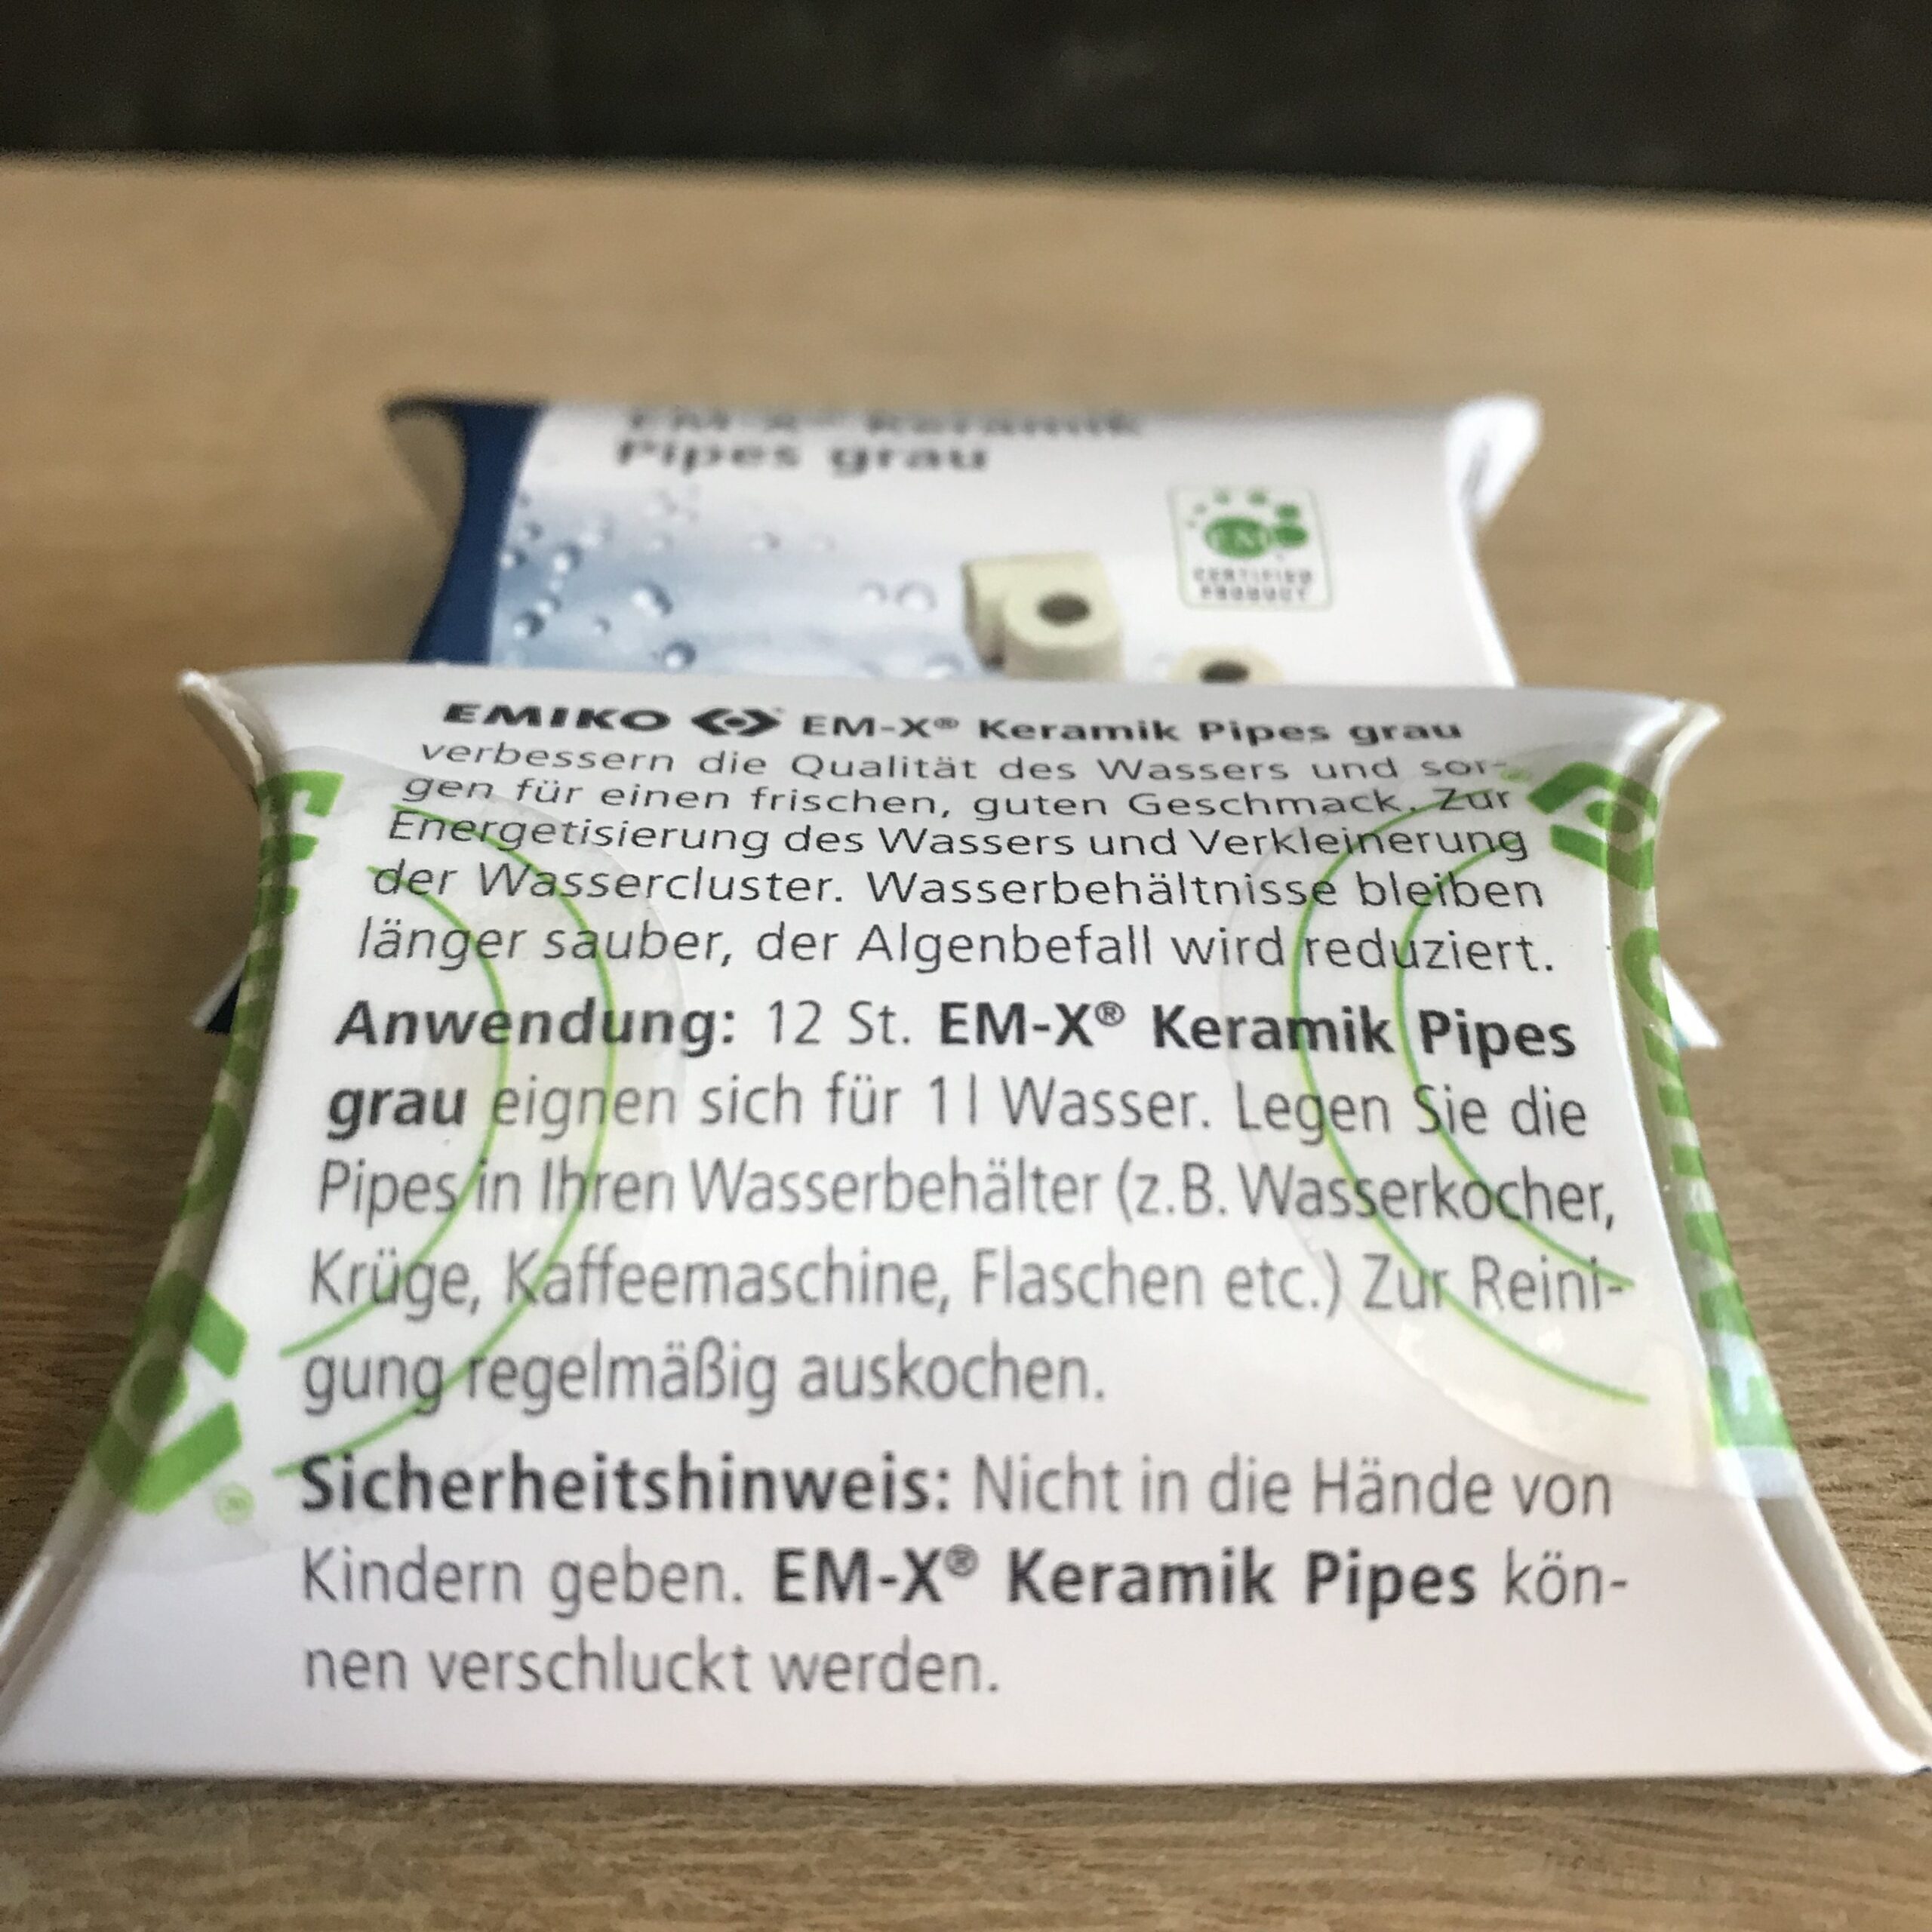 EM-X® Keramik
Pipes grau
EM
CERTIFIED
PRODUCT
EMIKO EM-X® Keramik Pipes grau
verbessern die Qualität des Wassers und sor-
gen für einen frischen, guten Geschmack. Zur
Energetisierung des Wassers und Verkleinerung
der Wassercluster. Wasserbehältnisse bleiben
länger sauber, der Algenbefall wird reduziert.
Anwendung: 12 St. EM-X® Keramik Pipes
grau eignen sich für 1 l Wasser. Legen Sie die
Pipes in Ihren Wasserbehälter (z.B. Wasserkocher,
Krüge, Kaffeemaschine, Flaschen etc.) Zur Reini-
gung regelmäßig auskochen.
Sicherheitshinweis: Nicht in die Hände von
Kindern geben. EM-X® Keramik Pipes kön-
nen verschluckt werden.